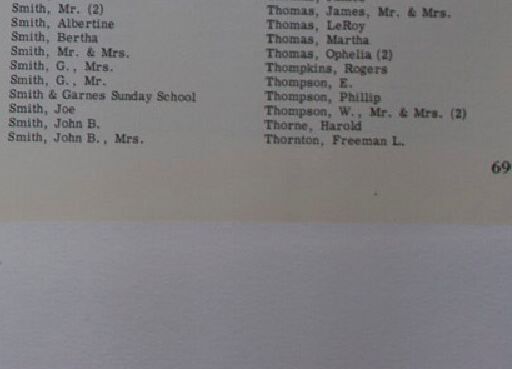 Smith, Mr. (2)
Smith, Albertine
Smith, Bertha
Smith, Mr. & Mrs.
Smith, G., Mrs.
Smith, G., Mr.
Smith & Garnes Sunday School
Smith, Joe
Smith, John B.
Smith, John B., Mrs.
Thomas, James, Mr. & Mrs.
Thomas, LeRoy
Thomas, Martha
Thomas, Ophelia (2)
Thompkins, Rogers
Thompson, E.
Thompson, Phillip
Thompson, W., Mr. & Mrs. (2)
Thorne, Harold
Thornton, Freeman L.
69